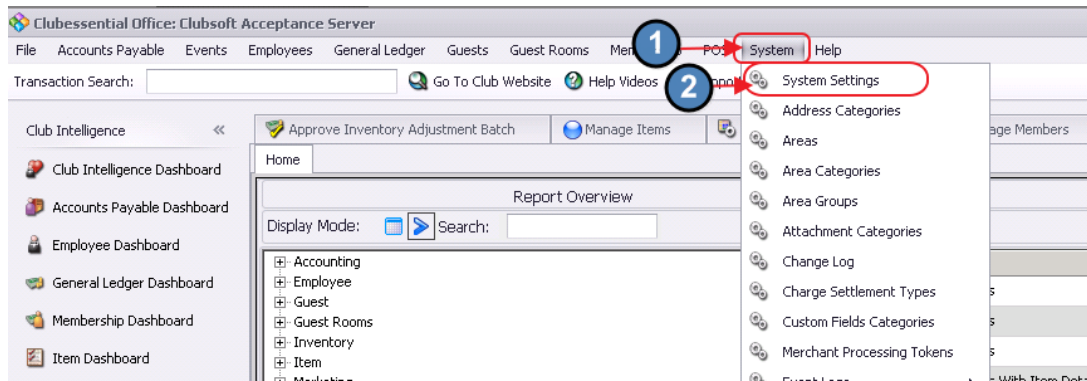 Clubessential Office: Clubsoft Acceptance Server
File Accounts Payable Events Employees General Ledger Guests Guest Rooms POS System Help
1
Transaction Search: Go To Club Website Help Videos
2
System Settings
Address Categories
Areas
Area Categories
Area Groups
Attachment Categories
Change Log
Charge Settlement Types
Custom Fields Categories
Merchant Processing Tokens
Club Intelligence
Club Intelligence Dashboard
Accounts Payable Dashboard
Employee Dashboard
General Ledger Dashboard
Membership Dashboard
Item Dashboard
Approve Inventory Adjustment Batch Manage Items Members
Home
Report Overview
Display Mode: Search:
Accounting
Employee
Guest
Guest Rooms
Inventory
Item
Marketing